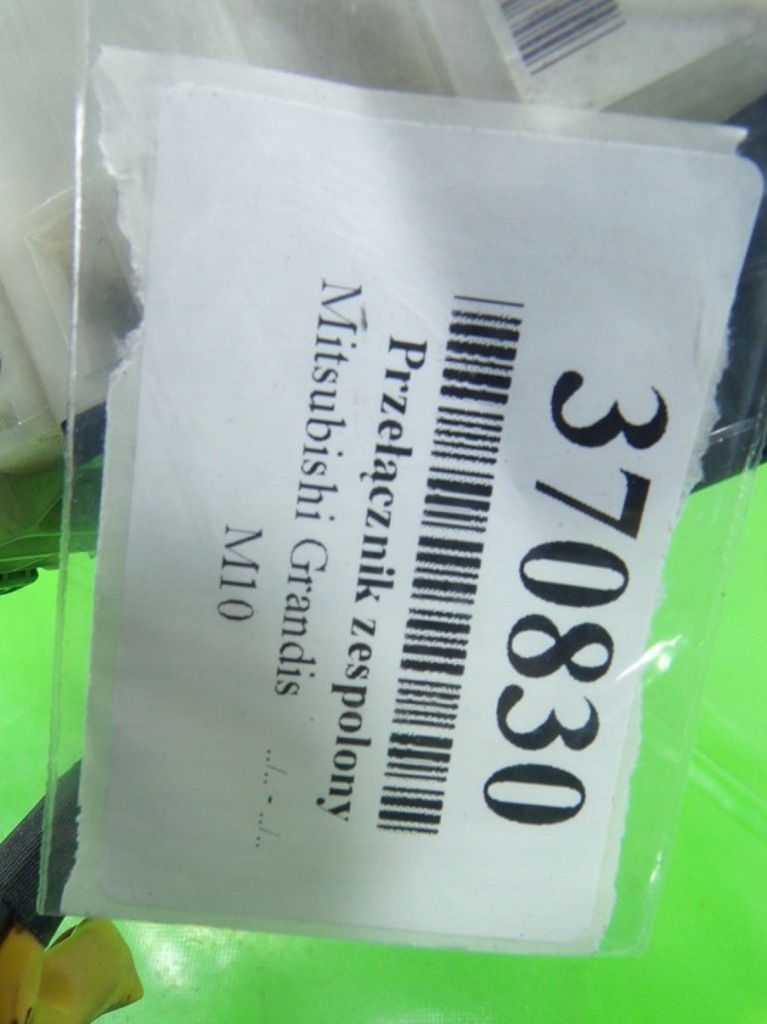 370830
Przełącznik zespolony
Mitsubishi Grandis ../.. - ../..
M10